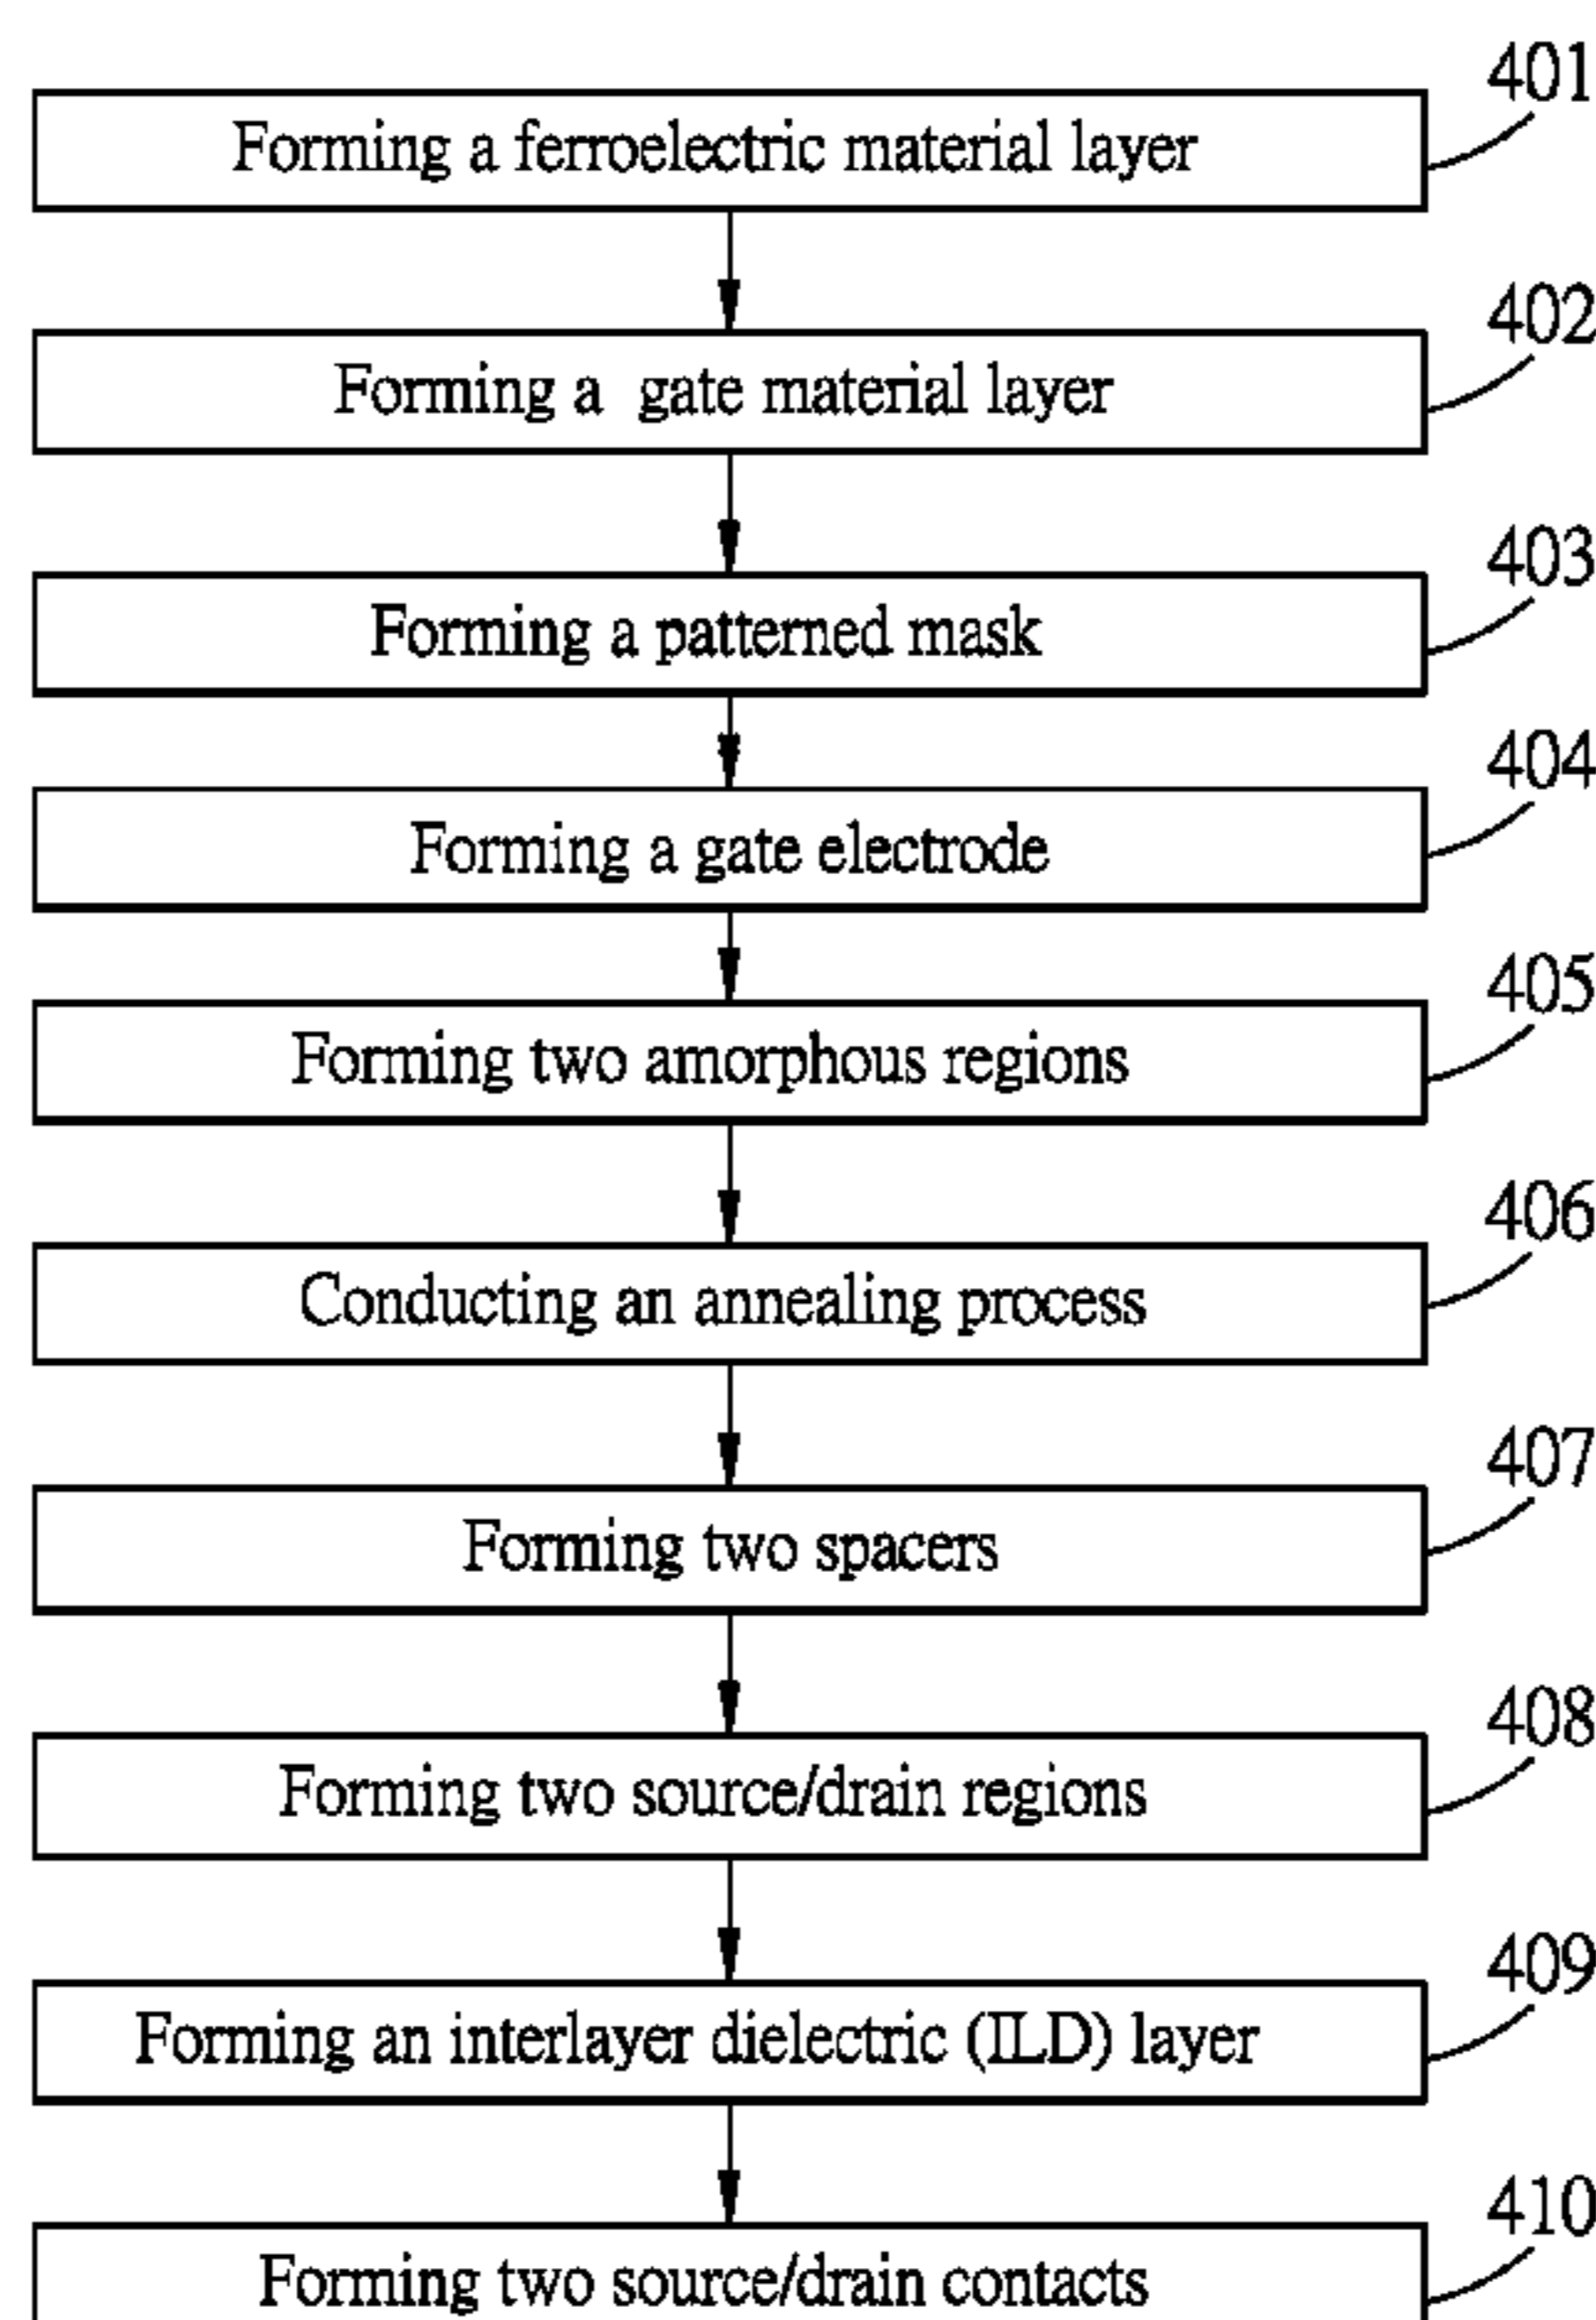 401
Forming a ferroelectric material layer
402
Forming a gate material layer
403
Forming a patterned mask
404
Forming a gate electrode
405
Forming two amorphous regions
406
Conducting an annealing process
407
Forming two spacers
408
Forming two source/drain regions
409
Forming an interlayer dielectric (ILD) layer
410
Forming two source/drain contacts